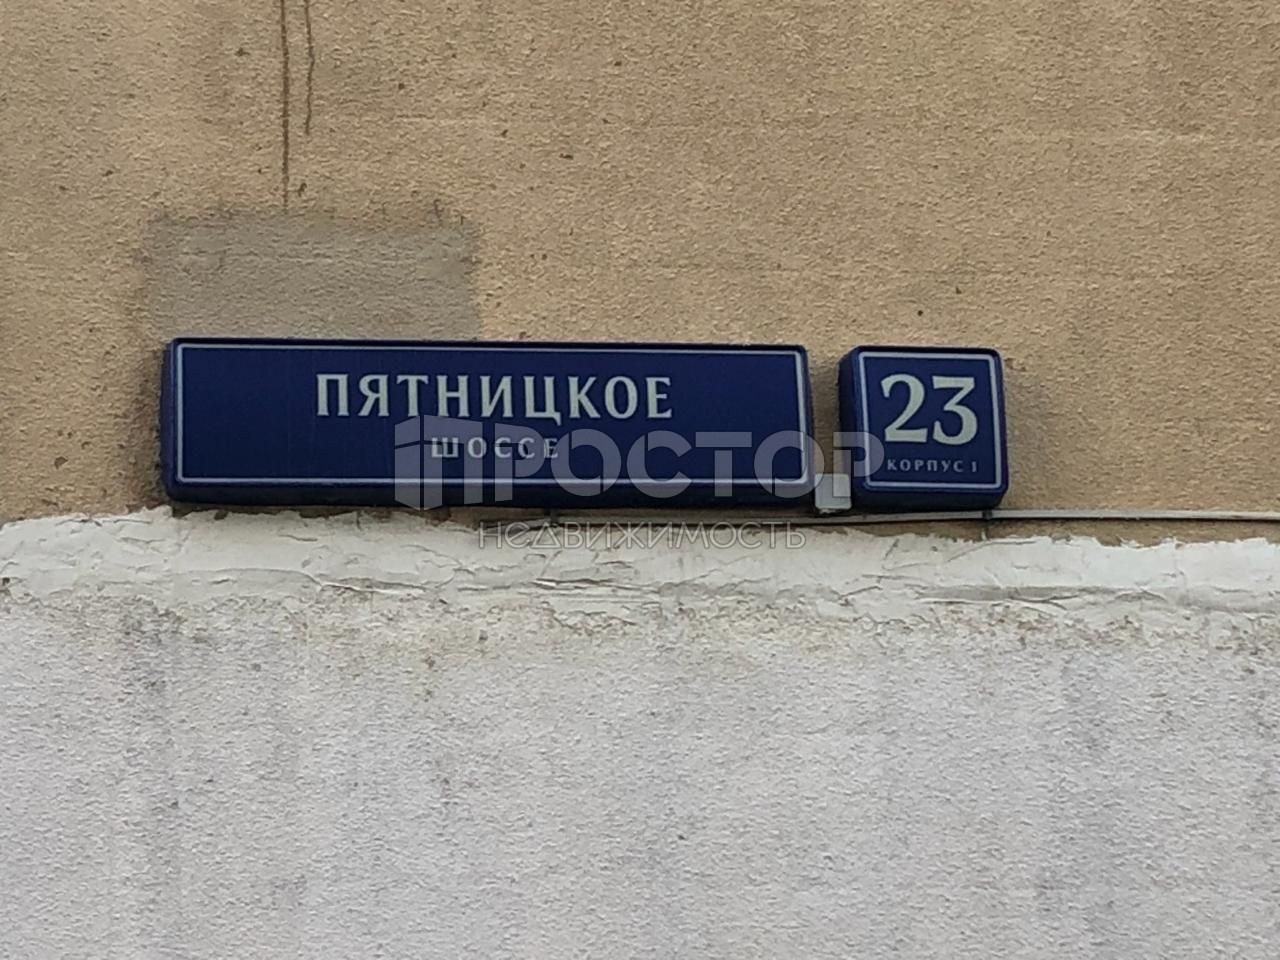 ПЯТНИЦКОЕ
ШОССЕ
23
КОРПУС 1
ПРОСТОР
НЕДВИЖИМОСТЬ